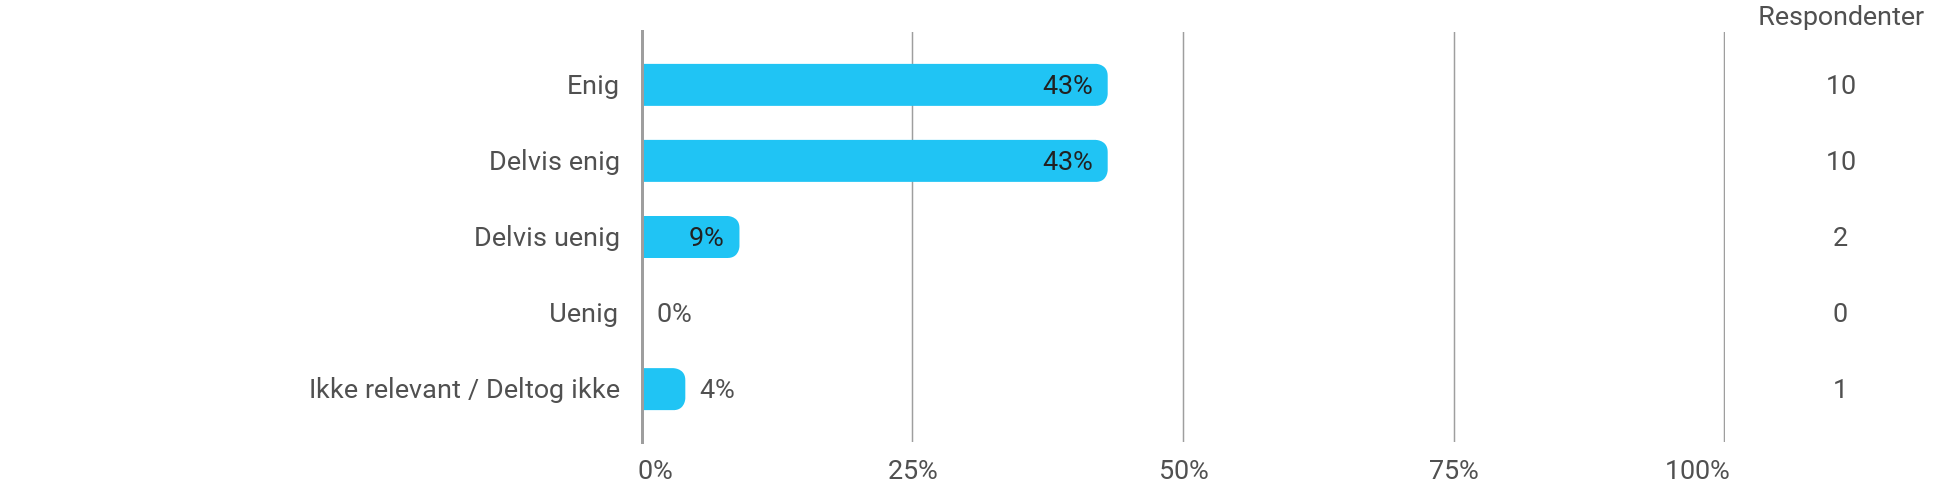 Respondenter
Enig 43% 10
Delvis enig 43% 10
Delvis uenig 9% 2
Uenig 0% 0
Ikke relevant / Deltog ikke 4% 1
0% 25% 50% 75% 100%